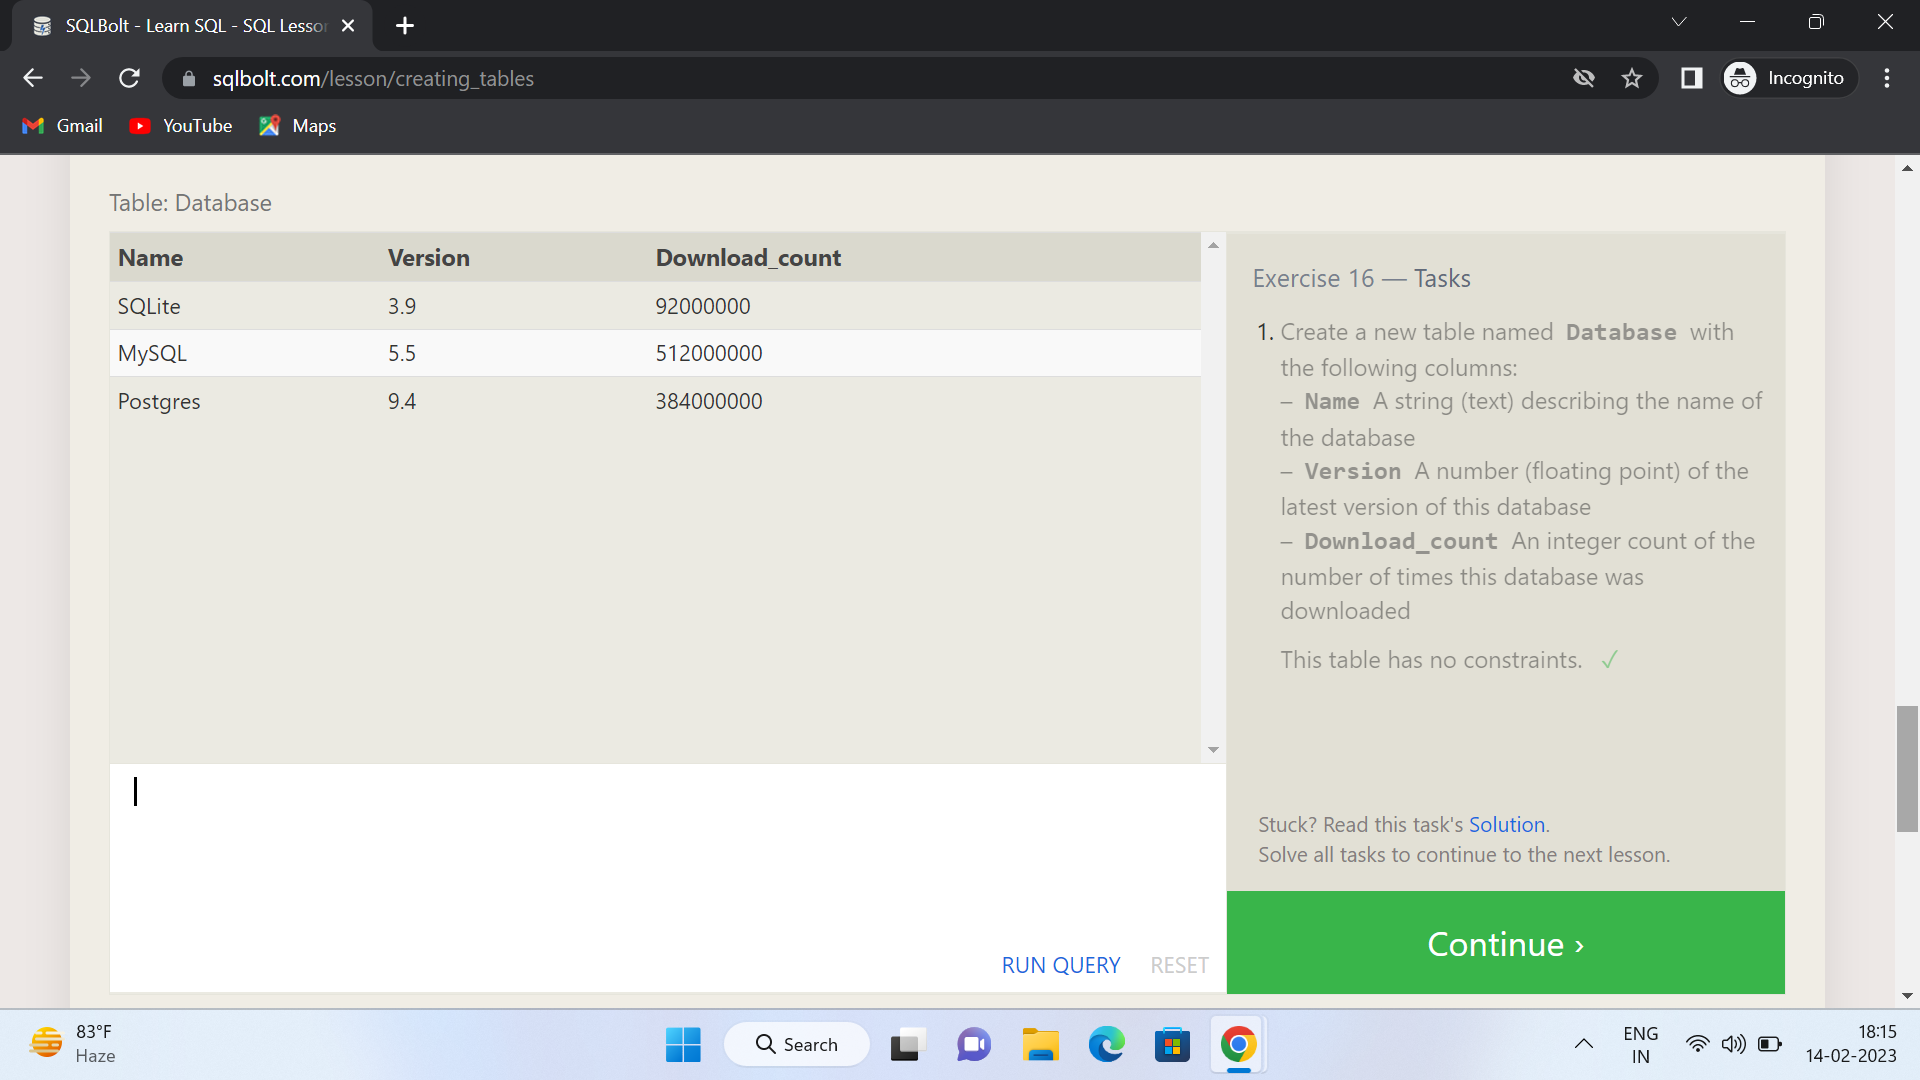 SQLBolt - Learn SQL - SQL Lesso
sqlbolt.com/lesson/creating_tables
Incognito
Gmail YouTube Maps
Table: Database
Name Version Download_count
SQLite 3.9 92000000
MySQL 5.5 512000000
Postgres 9.4 384000000
Exercise 16 — Tasks
1. Create a new table named Database with
the following columns:
– Name A string (text) describing the name of
the database
– Version A number (floating point) of the
latest version of this database
– Download_count An integer count of the
number of times this database was
downloaded
This table has no constraints. ✓
Stuck? Read this task's Solution.
Solve all tasks to continue to the next lesson.
RUN QUERY RESET
Continue ›
83°F
Haze
Search
ENG
IN
18:15
14-02-2023